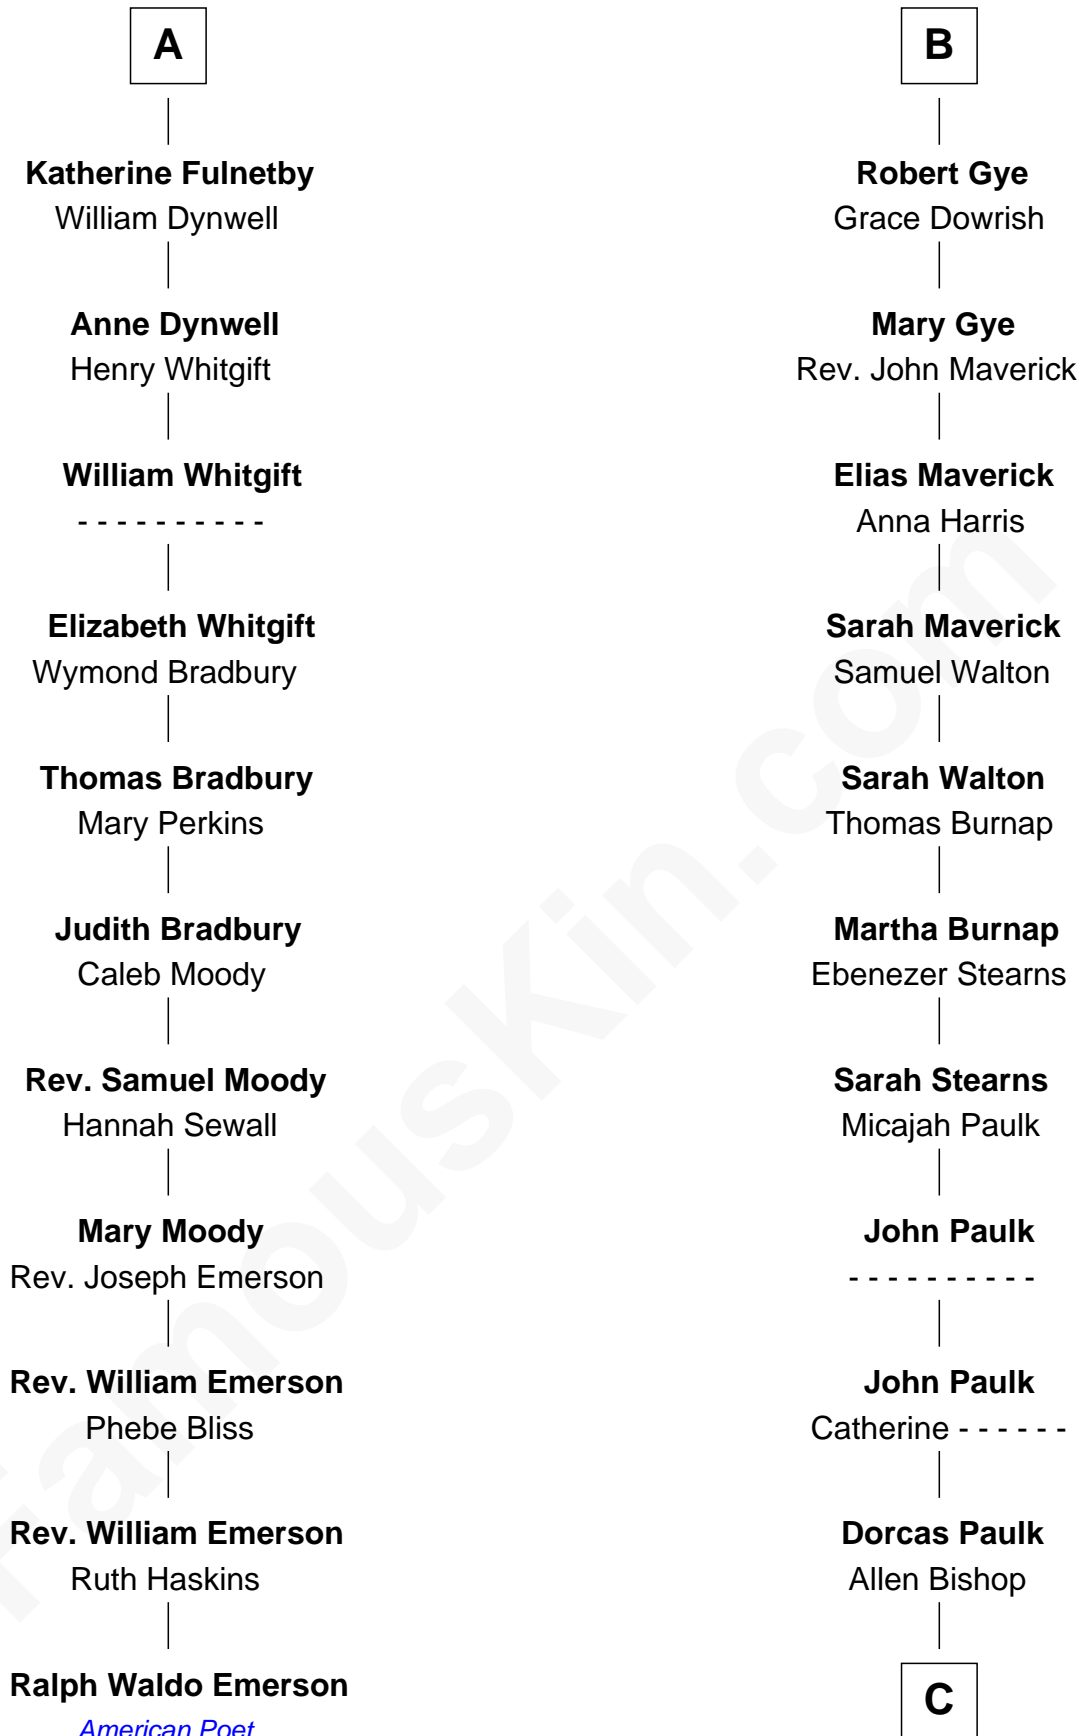 A
Katherine Fulnetby
William Dynwell
Anne Dynwell
Henry Whitgift
William Whitgift
- - - - - - - - - -
Elizabeth Whitgift
Wymond Bradbury
Thomas Bradbury
Mary Perkins
Judith Bradbury
Caleb Moody
Rev. Samuel Moody
Hannah Sewall
Mary Moody
Rev. Joseph Emerson
Rev. William Emerson
Phebe Bliss
Rev. William Emerson
Ruth Haskins
Ralph Waldo Emerson
American Poet
B
Robert Gye
Grace Dowrish
Mary Gye
Rev. John Maverick
Elias Maverick
Anna Harris
Sarah Maverick
Samuel Walton
Sarah Walton
Thomas Burnap
Martha Burnap
Ebenezer Stearns
Sarah Stearns
Micajah Paulk
John Paulk
- - - - - - - - - -
John Paulk
Catherine - - - - - -
Dorcas Paulk
Allen Bishop
C
FamousKin.com